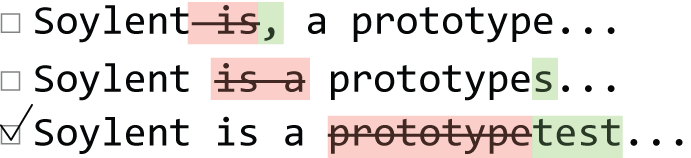 Soylent is, a prototype...
Soylent is a prototypes...
Soylent is a prototypetest...